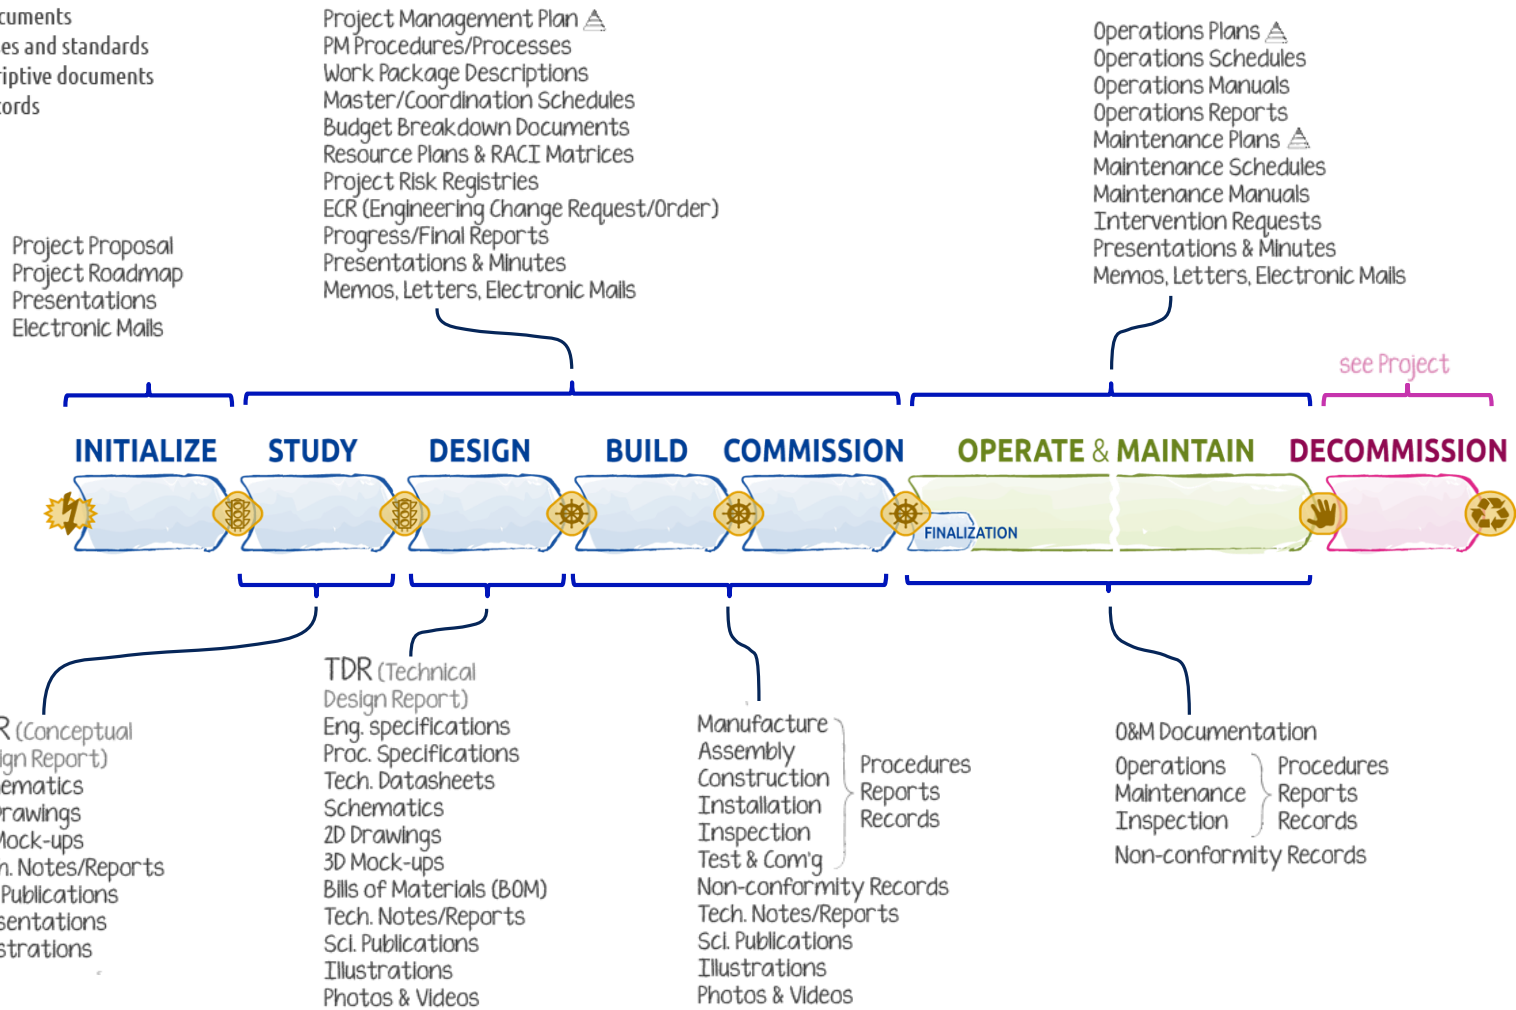 cuments
es and standards
riptive documents
cords
Project Management Plan
PM Procedures/Processes
Work Package Descriptions
Master/Coordination Schedules
Budget Breakdown Documents
Resource Plans & RACI Matrices
Project Risk Registries
ECR (Engineering Change Request/Order)
Progress/Final Reports
Presentations & Minutes
Memos, Letters, Electronic Mails
Operations Plans
Operations Schedules
Operations Manuals
Operations Reports
Maintenance Plans
Maintenance Schedules
Maintenance Manuals
Intervention Requests
Presentations & Minutes
Memos, Letters, Electronic Mails
Project Proposal
Project Roadmap
Presentations
Electronic Mails
see Project
INITIALIZE
STUDY
DESIGN
BUILD
COMMISSION
OPERATE & MAINTAIN
DECOMMISSION
FINALIZATION
R (Conceptual
ign Report)
ematics
rawings
Mock-ups
h. Notes/Reports
Publications
sentations
strations
TDR (Technical
Design Report)
Eng. specifications
Proc. Specifications
Tech. Datasheets
Schematics
2D Drawings
3D Mock-ups
Bills of Materials (BOM)
Tech. Notes/Reports
Sci. Publications
Illustrations
Photos & Videos
Manufacture
Assembly
Construction
Installation
Inspection
Test & Com'g
Procedures
Reports
Records
Non-conformity Records
Tech. Notes/Reports
Sci. Publications
Illustrations
Photos & Videos
O&M Documentation
Operations
Maintenance
Inspection
Procedures
Reports
Records
Non-conformity Records